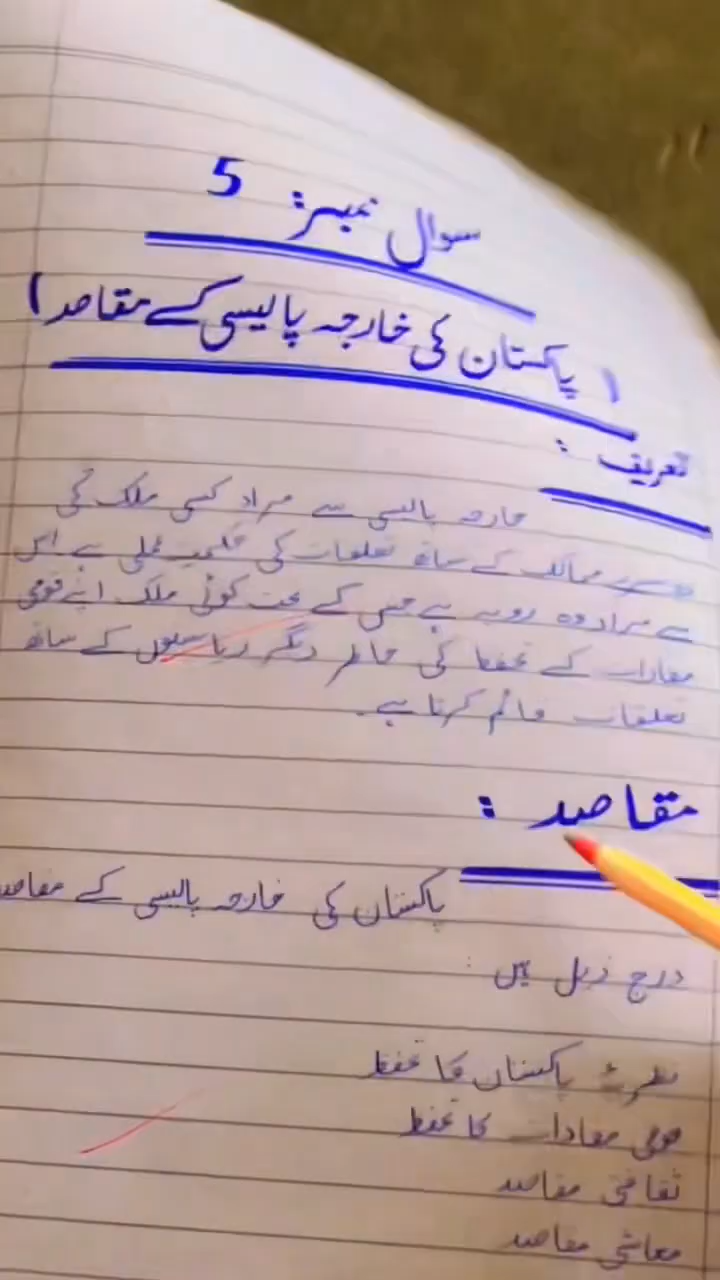 سوال نمبر: 5
( پاکستان کی خارجہ پالیسی کے مقاصد )
تعریف :
خارجہ پالیسی سے مراد کسی ملک کی
دوسرے ممالک کے ساتھ تعلقات کی حکمت عملی ہے اس
سے مراد وہ رویہ ہے جس کے تحت کوئی ملک اپنے قومی
مفادات کے تحفظ کی خاطر دیگر ریاستوں کے ساتھ
تعلقات قائم کرتا ہے۔
مقاصد :
پاکستان کی خارجہ پالیسی کے مقاصد
درج ذیل ہیں :
نظریہ پاکستان کا تحفظ
قومی مفادات کا تحفظ
ثقافتی مقاصد
معاشی مقاصد